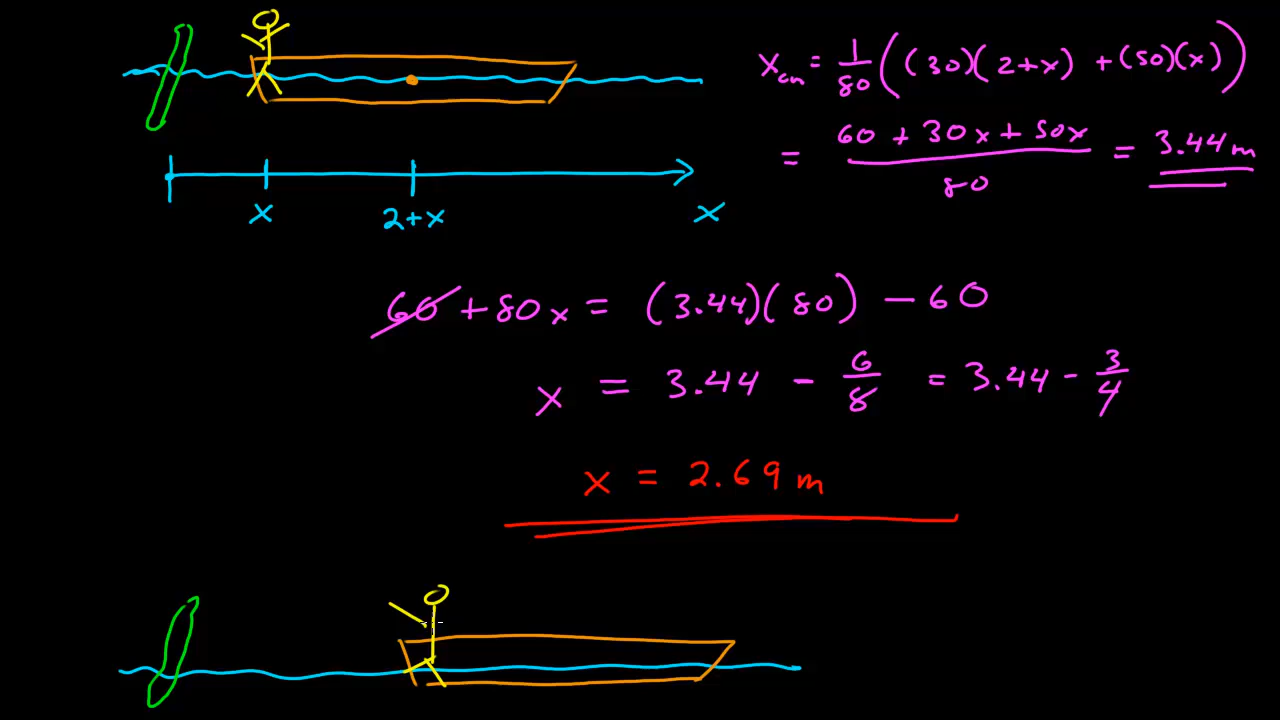 x_cm = 1/80 ((30)(2+x) + (50)(x))
= 60 + 30x + 50x / 80 = 3.44 m
x 2+x x
60 + 80x = (3.44)(80) - 60
x = 3.44 - 6/8 = 3.44 - 3/4
x = 2.69 m